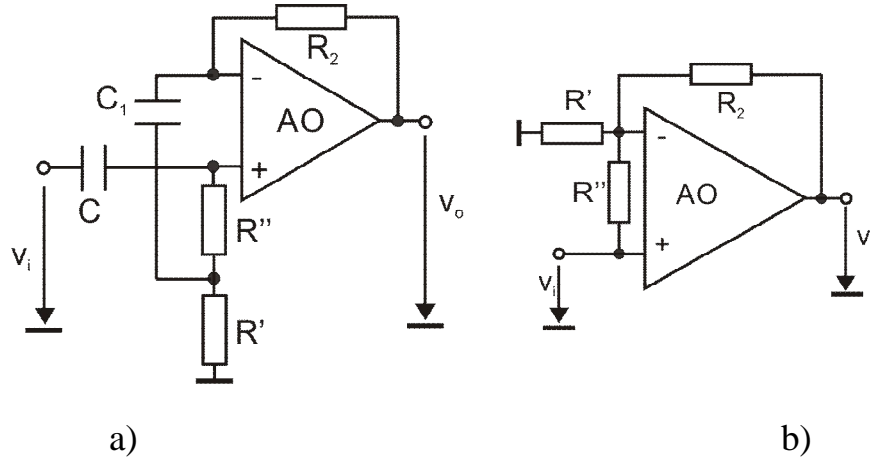 R₂
C₁
-
AO
+
C
R"
vᵢ
vₒ
R'
R'
R₂
-
R"
AO
+
vᵢ
v
a)
b)